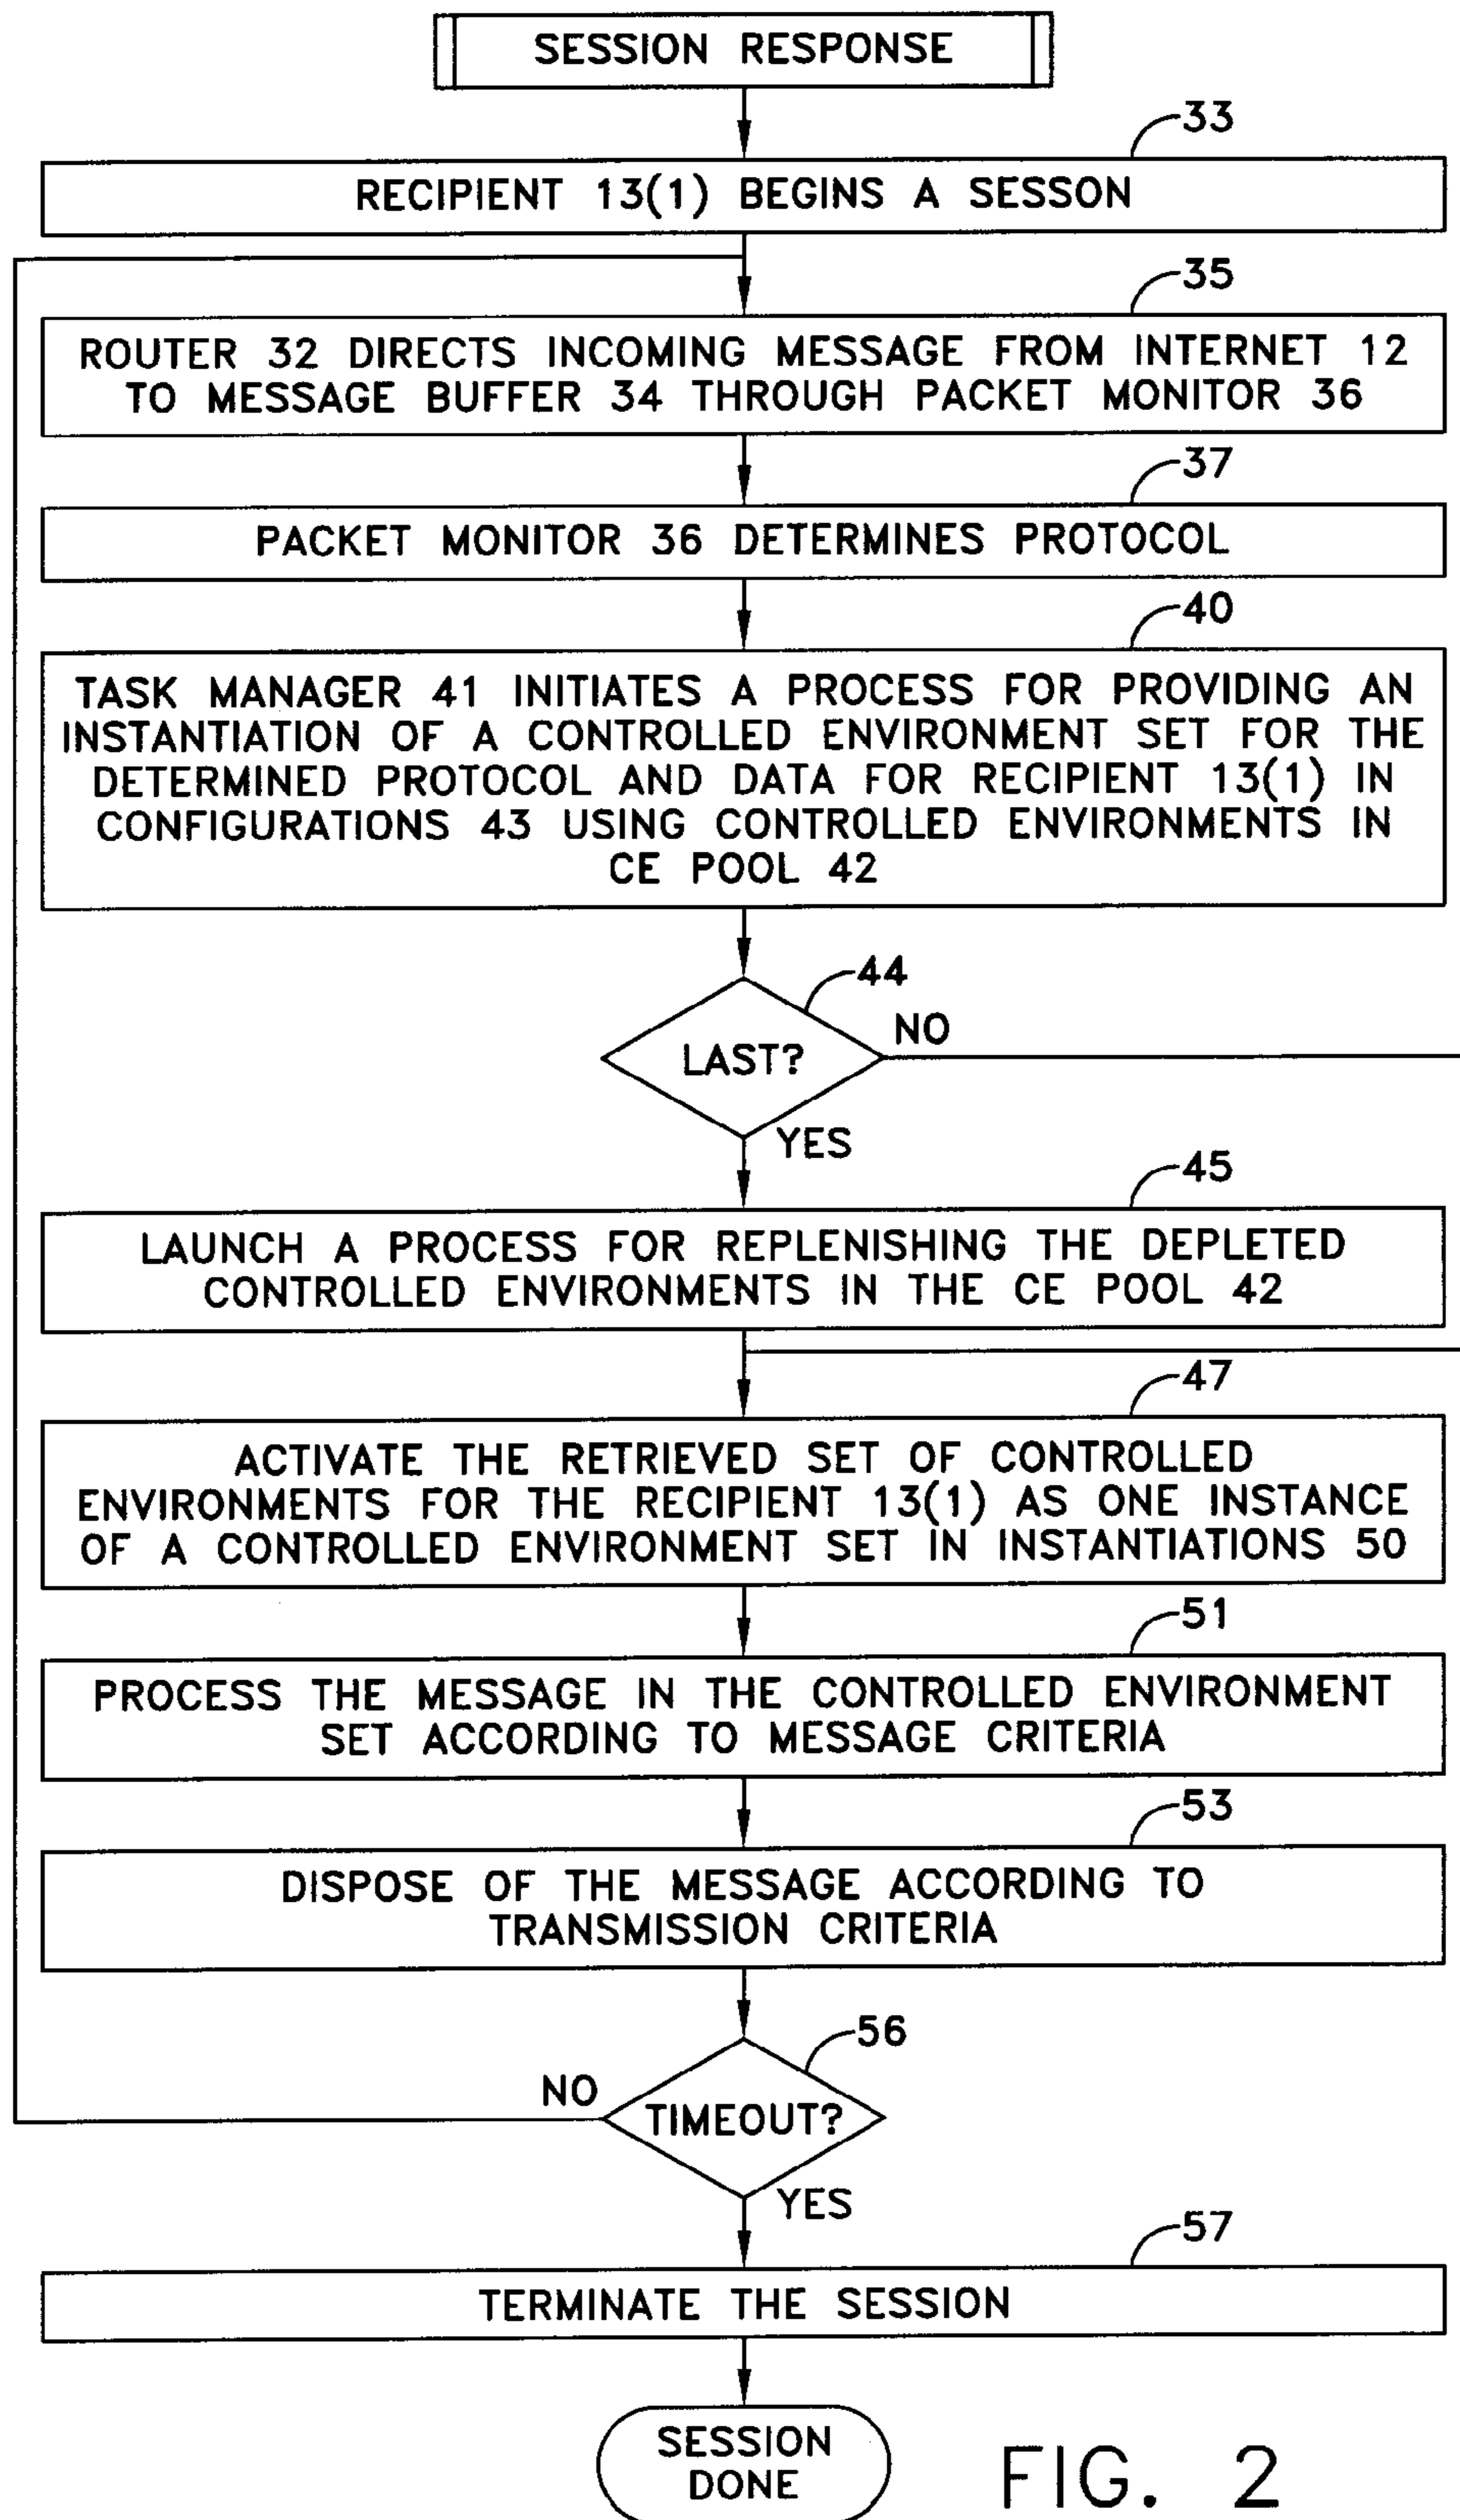 SESSION RESPONSE
33
RECIPIENT 13(1) BEGINS A SESSON
35
ROUTER 32 DIRECTS INCOMING MESSAGE FROM INTERNET 12
TO MESSAGE BUFFER 34 THROUGH PACKET MONITOR 36
37
PACKET MONITOR 36 DETERMINES PROTOCOL
40
TASK MANAGER 41 INITIATES A PROCESS FOR PROVIDING AN
INSTANTIATION OF A CONTROLLED ENVIRONMENT SET FOR THE
DETERMINED PROTOCOL AND DATA FOR RECIPIENT 13(1) IN
CONFIGURATIONS 43 USING CONTROLLED ENVIRONMENTS IN
CE POOL 42
44
NO
LAST?
YES
45
LAUNCH A PROCESS FOR REPLENISHING THE DEPLETED
CONTROLLED ENVIRONMENTS IN THE CE POOL 42
47
ACTIVATE THE RETRIEVED SET OF CONTROLLED
ENVIRONMENTS FOR THE RECIPIENT 13(1) AS ONE INSTANCE
OF A CONTROLLED ENVIRONMENT SET IN INSTANTIATIONS 50
51
PROCESS THE MESSAGE IN THE CONTROLLED ENVIRONMENT
SET ACCORDING TO MESSAGE CRITERIA
53
DISPOSE OF THE MESSAGE ACCORDING TO
TRANSMISSION CRITERIA
56
NO
TIMEOUT?
YES
57
TERMINATE THE SESSION
SESSION
DONE
FIG. 2